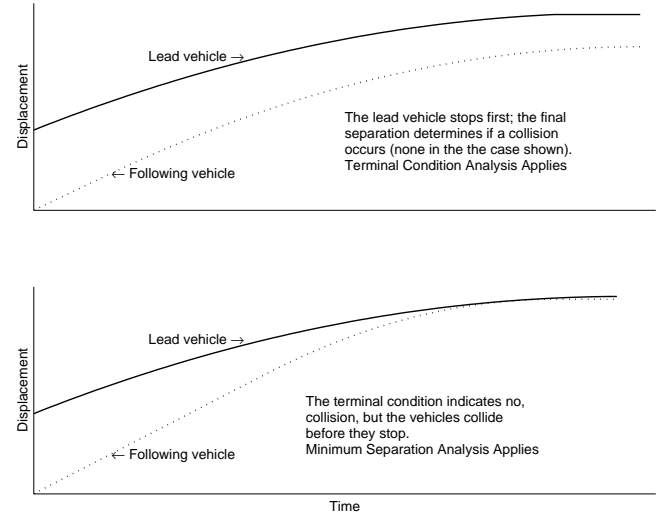 Displacement
Lead vehicle →
The lead vehicle stops first; the final
separation determines if a collision
occurs (none in the the case shown).
Terminal Condition Analysis Applies
← Following vehicle
Displacement
Lead vehicle →
The terminal condition indicates no,
collision, but the vehicles collide
before they stop.
Minimum Separation Analysis Applies
← Following vehicle
Time